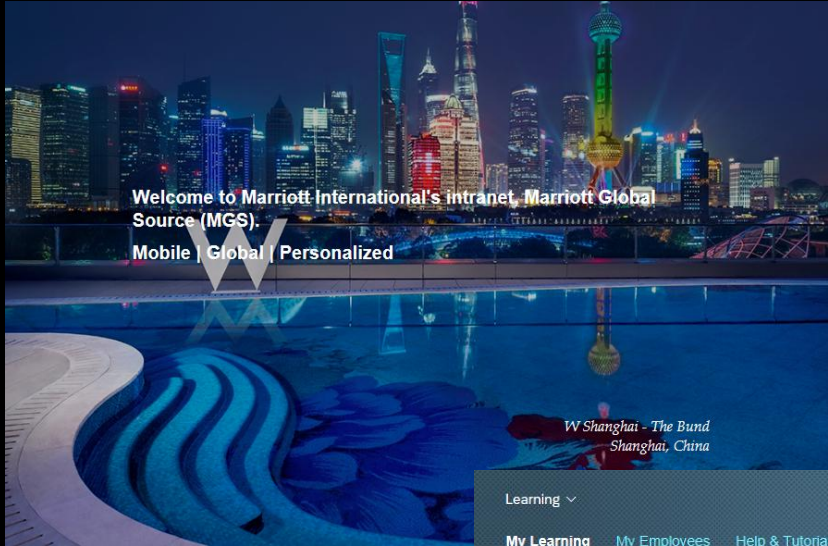 Welcome to Marriott International's intranet, Marriott Global
Source (MGS).
Mobile | Global | Personalized
W
W Shanghai - The Bund
Shanghai, China
Learning
My Learning My Employees Help & Tutoria